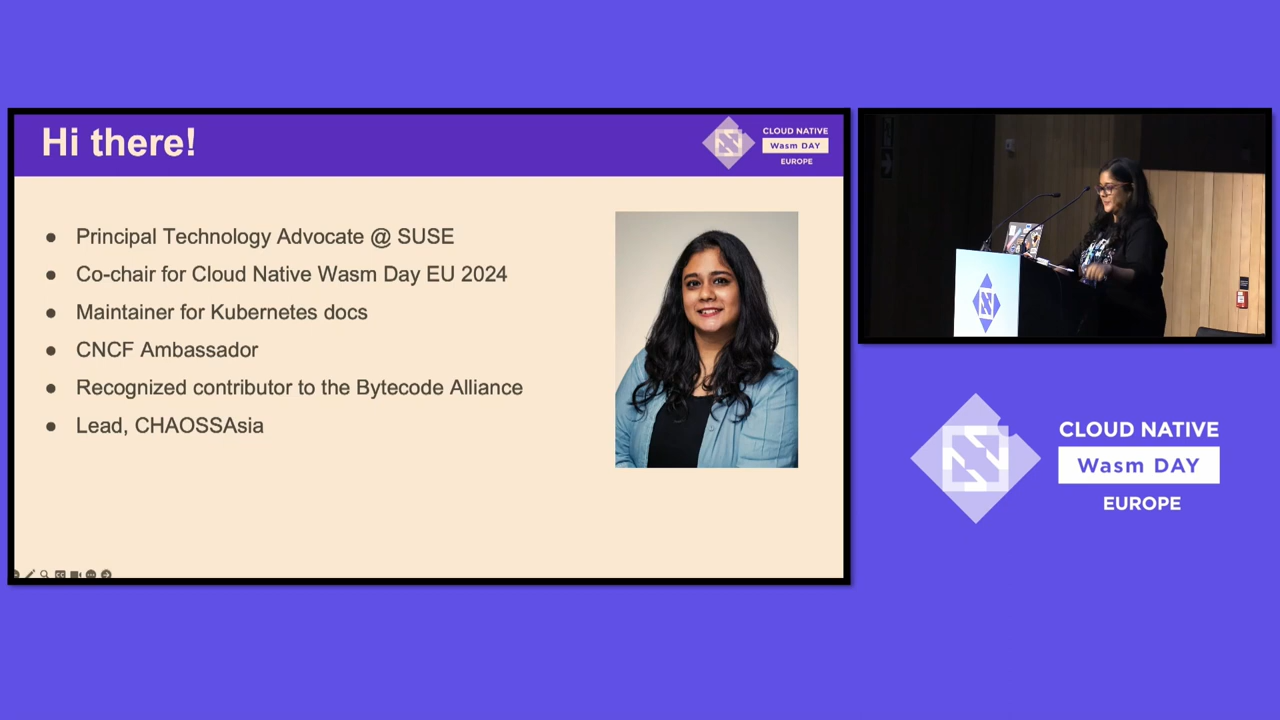 Hi there!
CLOUD NATIVE
Wasm DAY
EUROPE
Principal Technology Advocate @ SUSE
Co-chair for Cloud Native Wasm Day EU 2024
Maintainer for Kubernetes docs
CNCF Ambassador
Recognized contributor to the Bytecode Alliance
Lead, CHAOSSAsia
CLOUD NATIVE
Wasm DAY
EUROPE